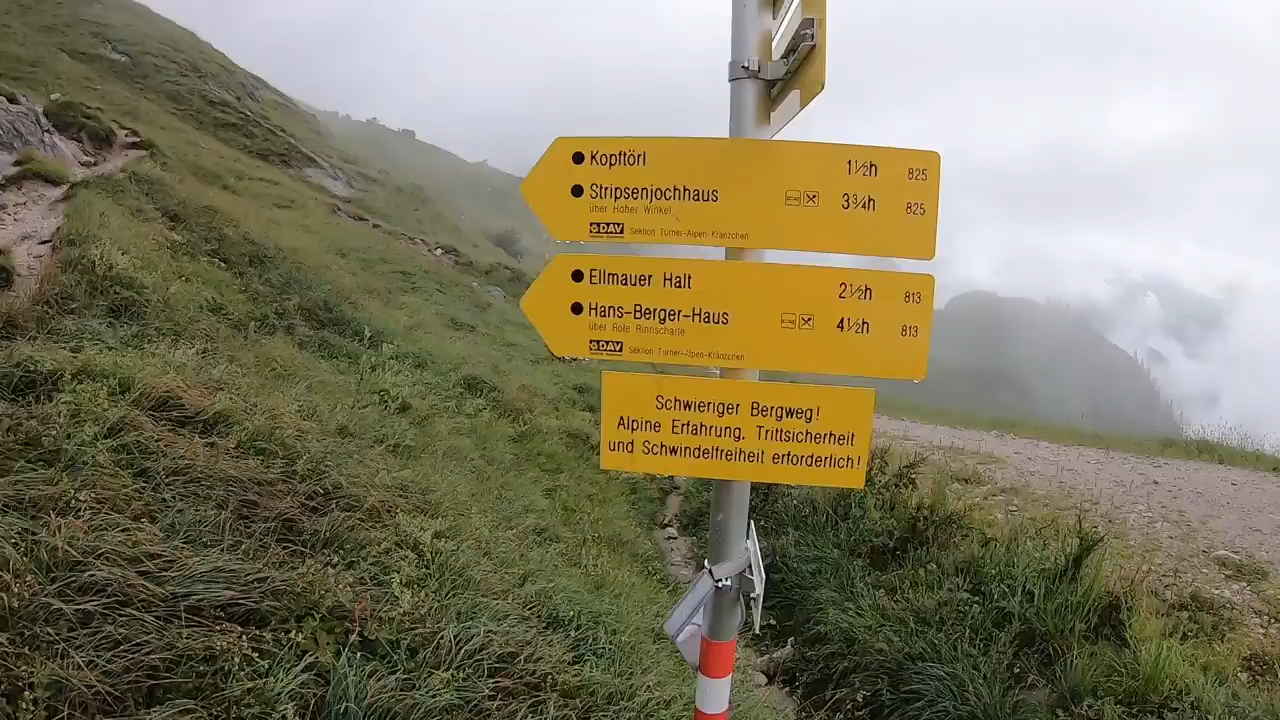 Kopftörl 1½h 825
Stripsenjochhaus 3¾h 825
über Hoher Winkel
DAV Sektion Turner-Alpen-Kränzchen
Ellmauer Halt 2½h 813
Hans-Berger-Haus 4½h 813
über Rote Rinnscharte
DAV Sektion Turner-Alpen-Kränzchen
Schwieriger Bergweg!
Alpine Erfahrung, Trittsicherheit
und Schwindelfreiheit erforderlich!